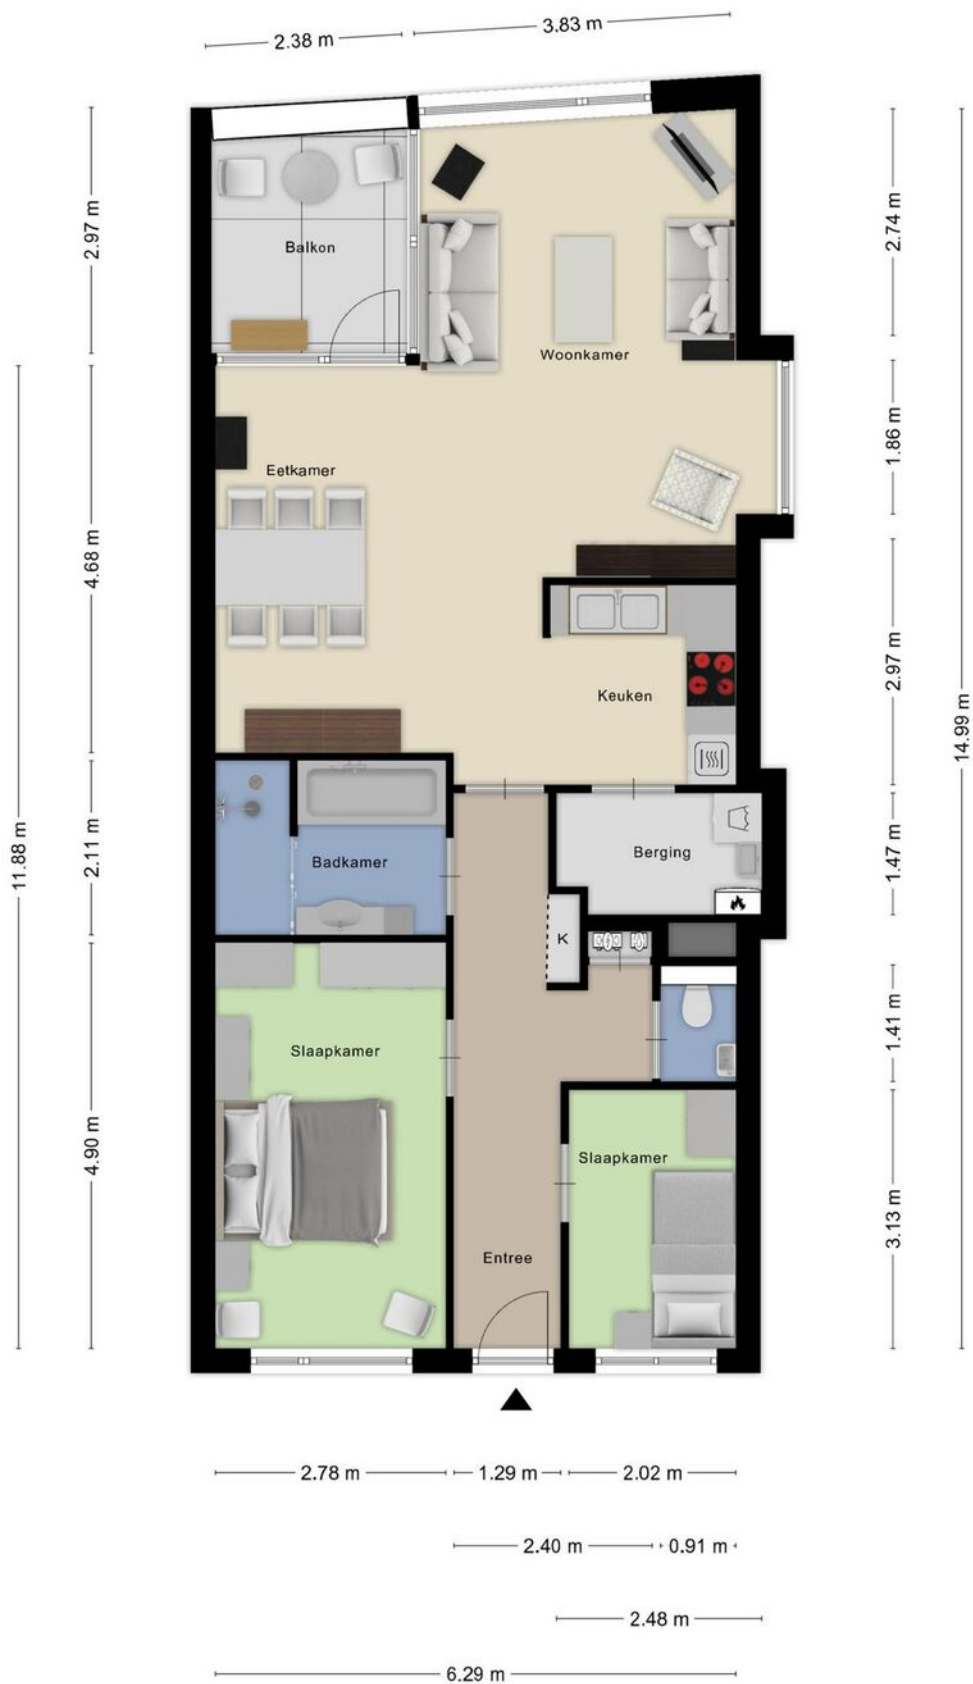 2.38 m
3.83 m
2.97 m
2.74 m
Balkon
Woonkamer
1.86 m
Eetkamer
4.68 m
2.97 m
Keuken
14.99 m
11.88 m
2.11 m
Badkamer
Berging
1.47 m
K
1.41 m
Slaapkamer
4.90 m
Slaapkamer
3.13 m
Entree
2.78 m
1.29 m
2.02 m
2.40 m
0.91 m
2.48 m
6.29 m